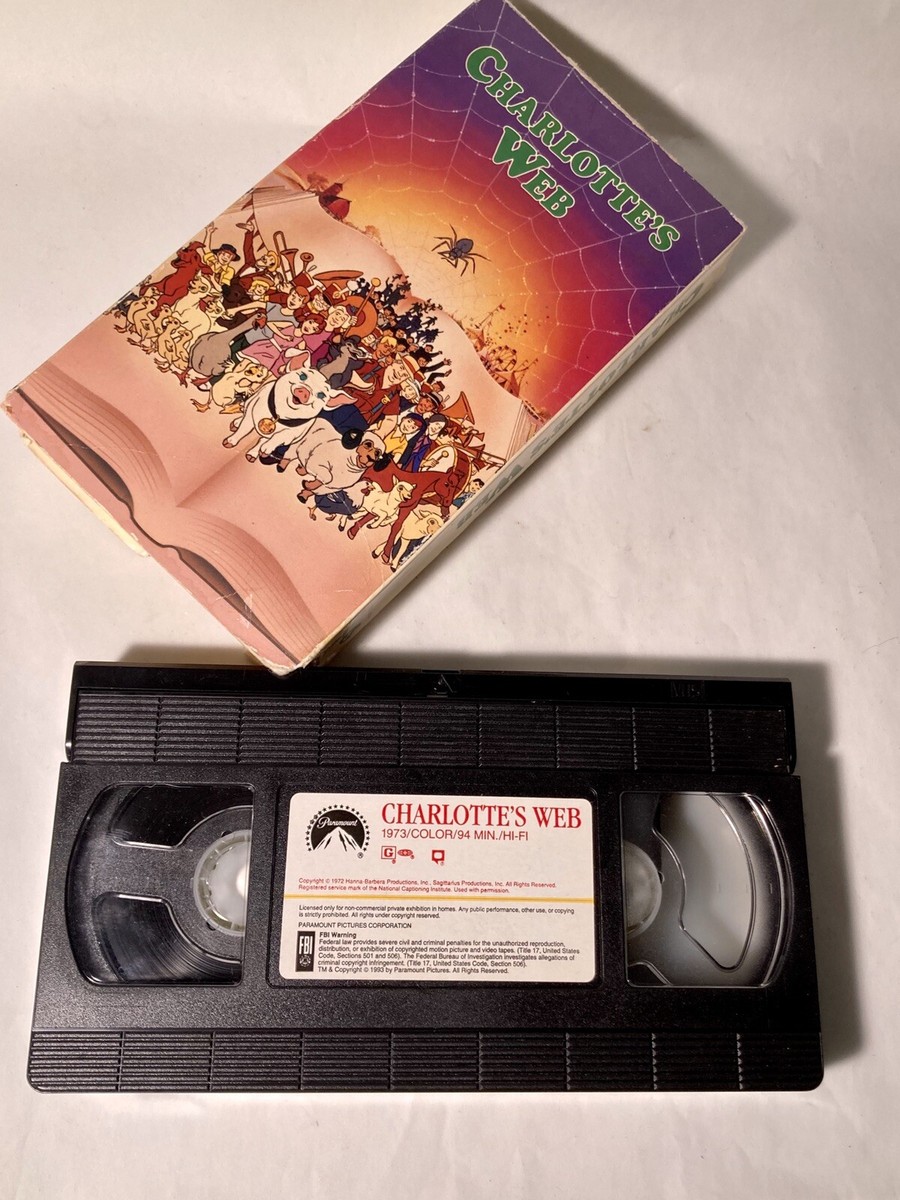 CHARLOTTE'S
WEB
VHS
Paramount
®
CHARLOTTE'S WEB
1973/COLOR/94 MIN./HI-FI
G
Copyright © 1972 Hanna-Barbera Productions, Inc., Sagittarius Productions, Inc. All Rights Reserved.
Registered service mark of the National Captioning Institute. Used with permission.
Licensed only for non-commercial private exhibition in homes. Any public performance, other use, or copying
is strictly prohibited. All rights under copyright reserved.
PARAMOUNT PICTURES CORPORATION
FBI
FBI Warning
Federal law provides severe civil and criminal penalties for the unauthorized reproduction,
distribution, or exhibition of copyrighted motion picture and video tapes. (Title 17, United States
Code, Sections 501 and 506). The Federal Bureau of Investigation investigates allegations of
criminal copyright infringement. (Title 17, United States Code, Section 506).
TM & Copyright © 1993 by Paramount Pictures. All Rights Reserved.